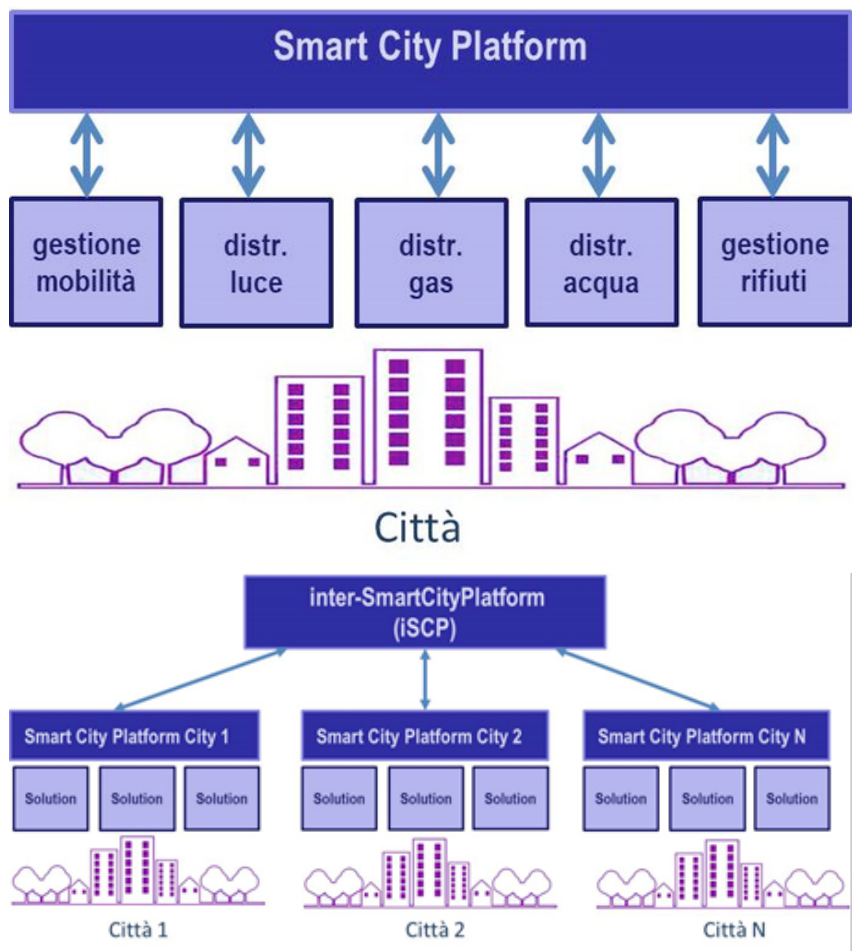 Smart City Platform
gestione
mobilità
distr.
luce
distr.
gas
distr.
acqua
gestione
rifiuti
Città
inter-SmartCityPlatform
(iSCP)
Smart City Platform City 1
Smart City Platform City 2
Smart City Platform City N
Solution
Solution
Solution
Solution
Solution
Solution
Solution
Solution
Solution
Città 1
Città 2
Città N